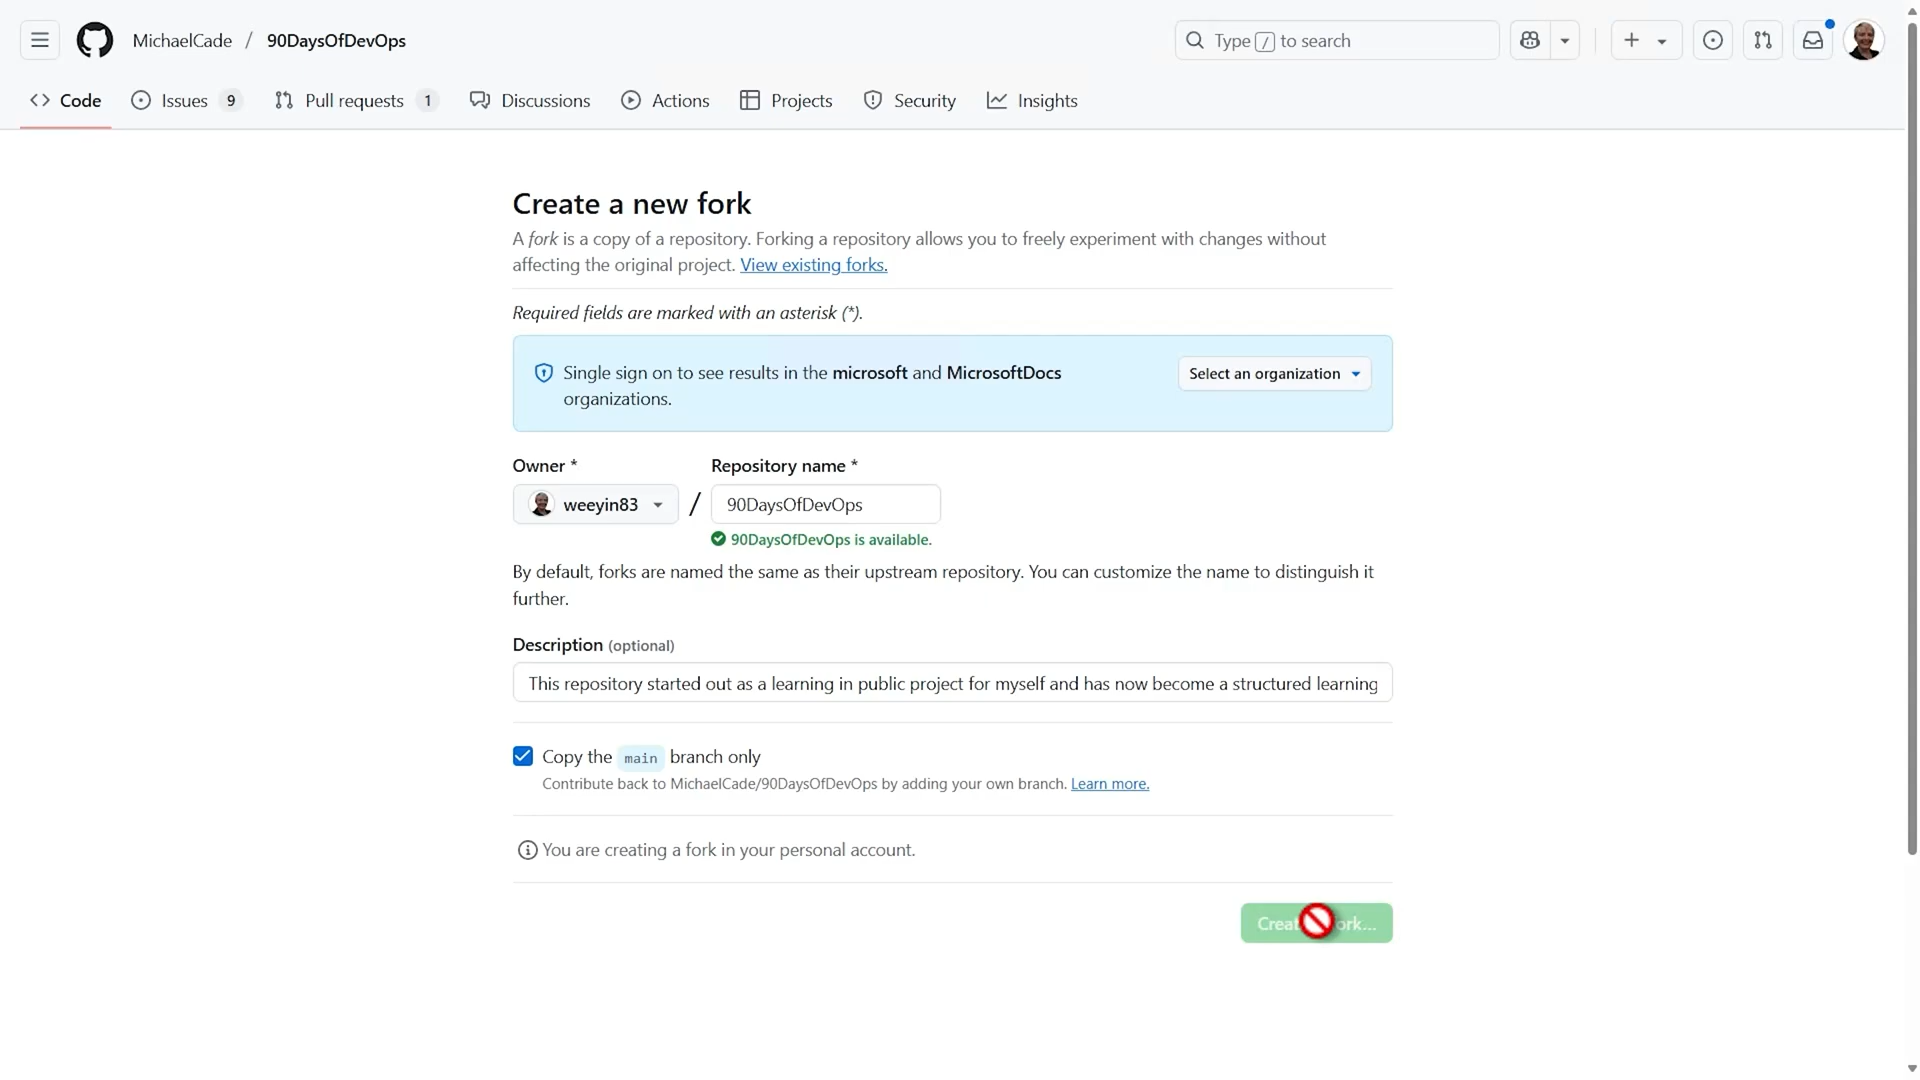 MichaelCade / 90DaysOfDevOps
Type / to search
Code
Issues 9
Pull requests 1
Discussions
Actions
Projects
Security
Insights
Create a new fork
A fork is a copy of a repository. Forking a repository allows you to freely experiment with changes without
affecting the original project. View existing forks.
Required fields are marked with an asterisk (*).
Single sign on to see results in the microsoft and MicrosoftDocs
organizations.
Select an organization
Owner *
Repository name *
weeyin83 / 90DaysOfDevOps
90DaysOfDevOps is available.
By default, forks are named the same as their upstream repository. You can customize the name to distinguish it
further.
Description (optional)
This repository started out as a learning in public project for myself and has now become a structured learning
Copy the main branch only
Contribute back to MichaelCade/90DaysOfDevOps by adding your own branch. Learn more.
You are creating a fork in your personal account.